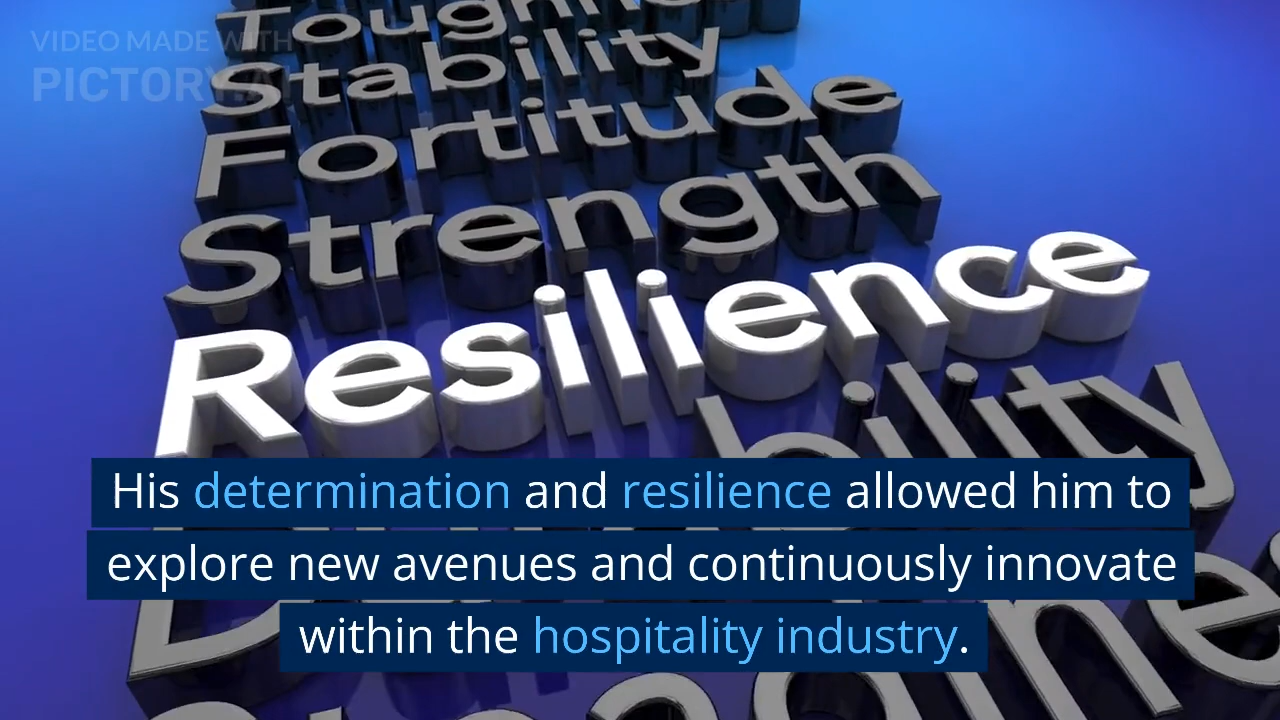 VIDEO MADE WITH
PICTORY.AI
Stability
Fortitude
Strength
Resilience
His determination and resilience allowed him to
explore new avenues and continuously innovate
within the hospitality industry.